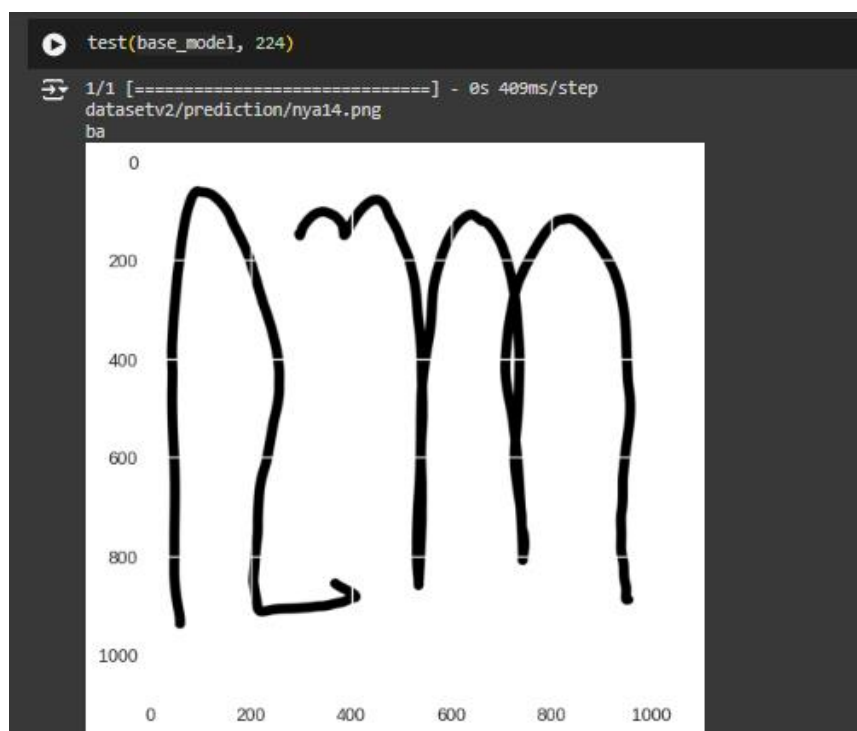 test(base_model, 224)
1/1 [==============================] - 0s 409ms/step
datasetv2/prediction/nya14.png
ba
ꦚ
0
200
400
600
800
1000
0 200 400 600 800 1000